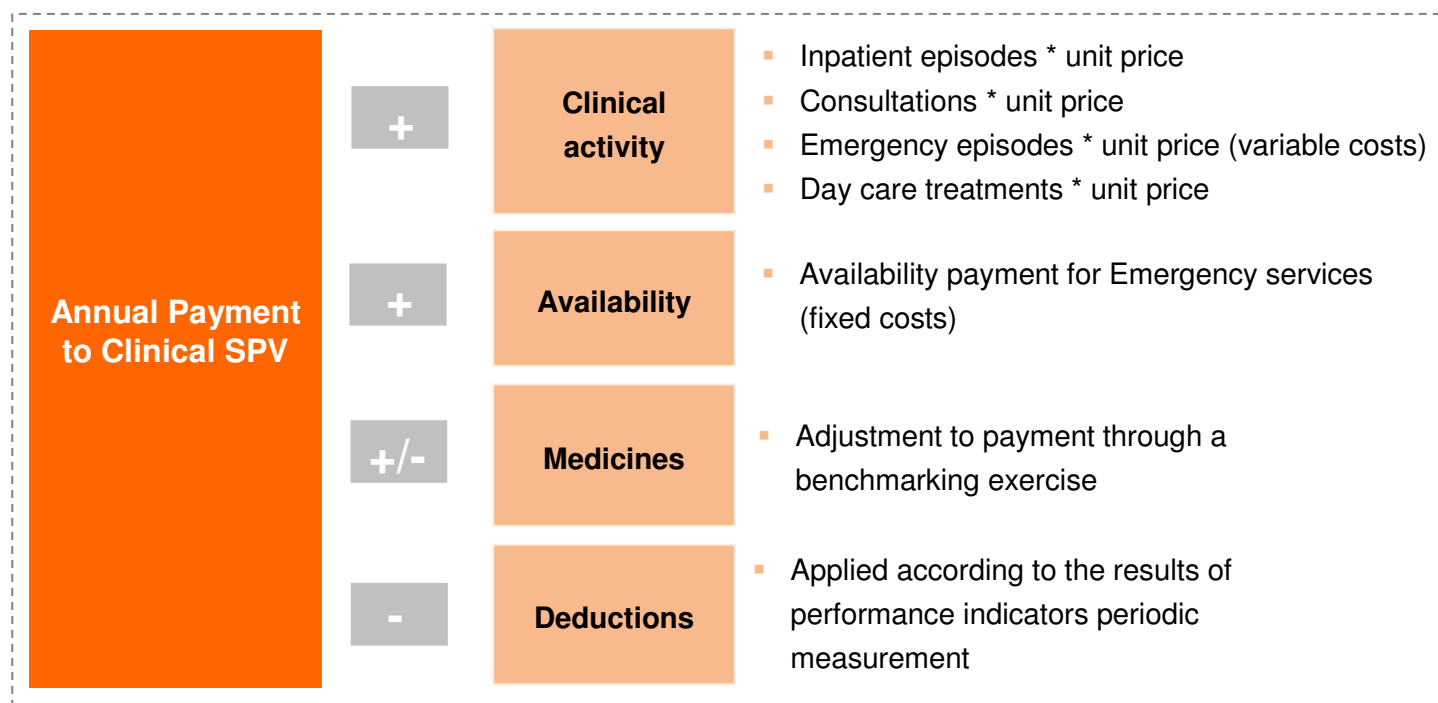 Annual Payment
to Clinical SPV
+
Clinical
activity
▪ Inpatient episodes * unit price
▪ Consultations * unit price
▪ Emergency episodes * unit price (variable costs)
▪ Day care treatments * unit price
+
Availability
▪ Availability payment for Emergency services
(fixed costs)
+/-
Medicines
▪ Adjustment to payment through a
benchmarking exercise
-
Deductions
▪ Applied according to the results of
performance indicators periodic
measurement